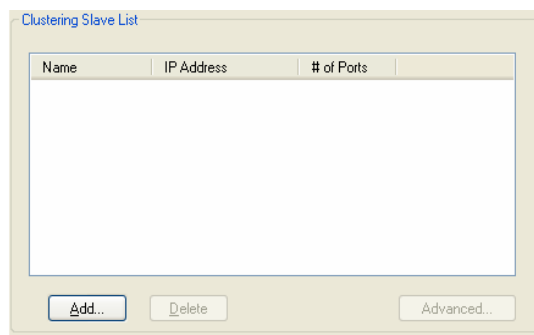 Clustering Slave List
Name IP Address # of Ports
Add... Delete Advanced...